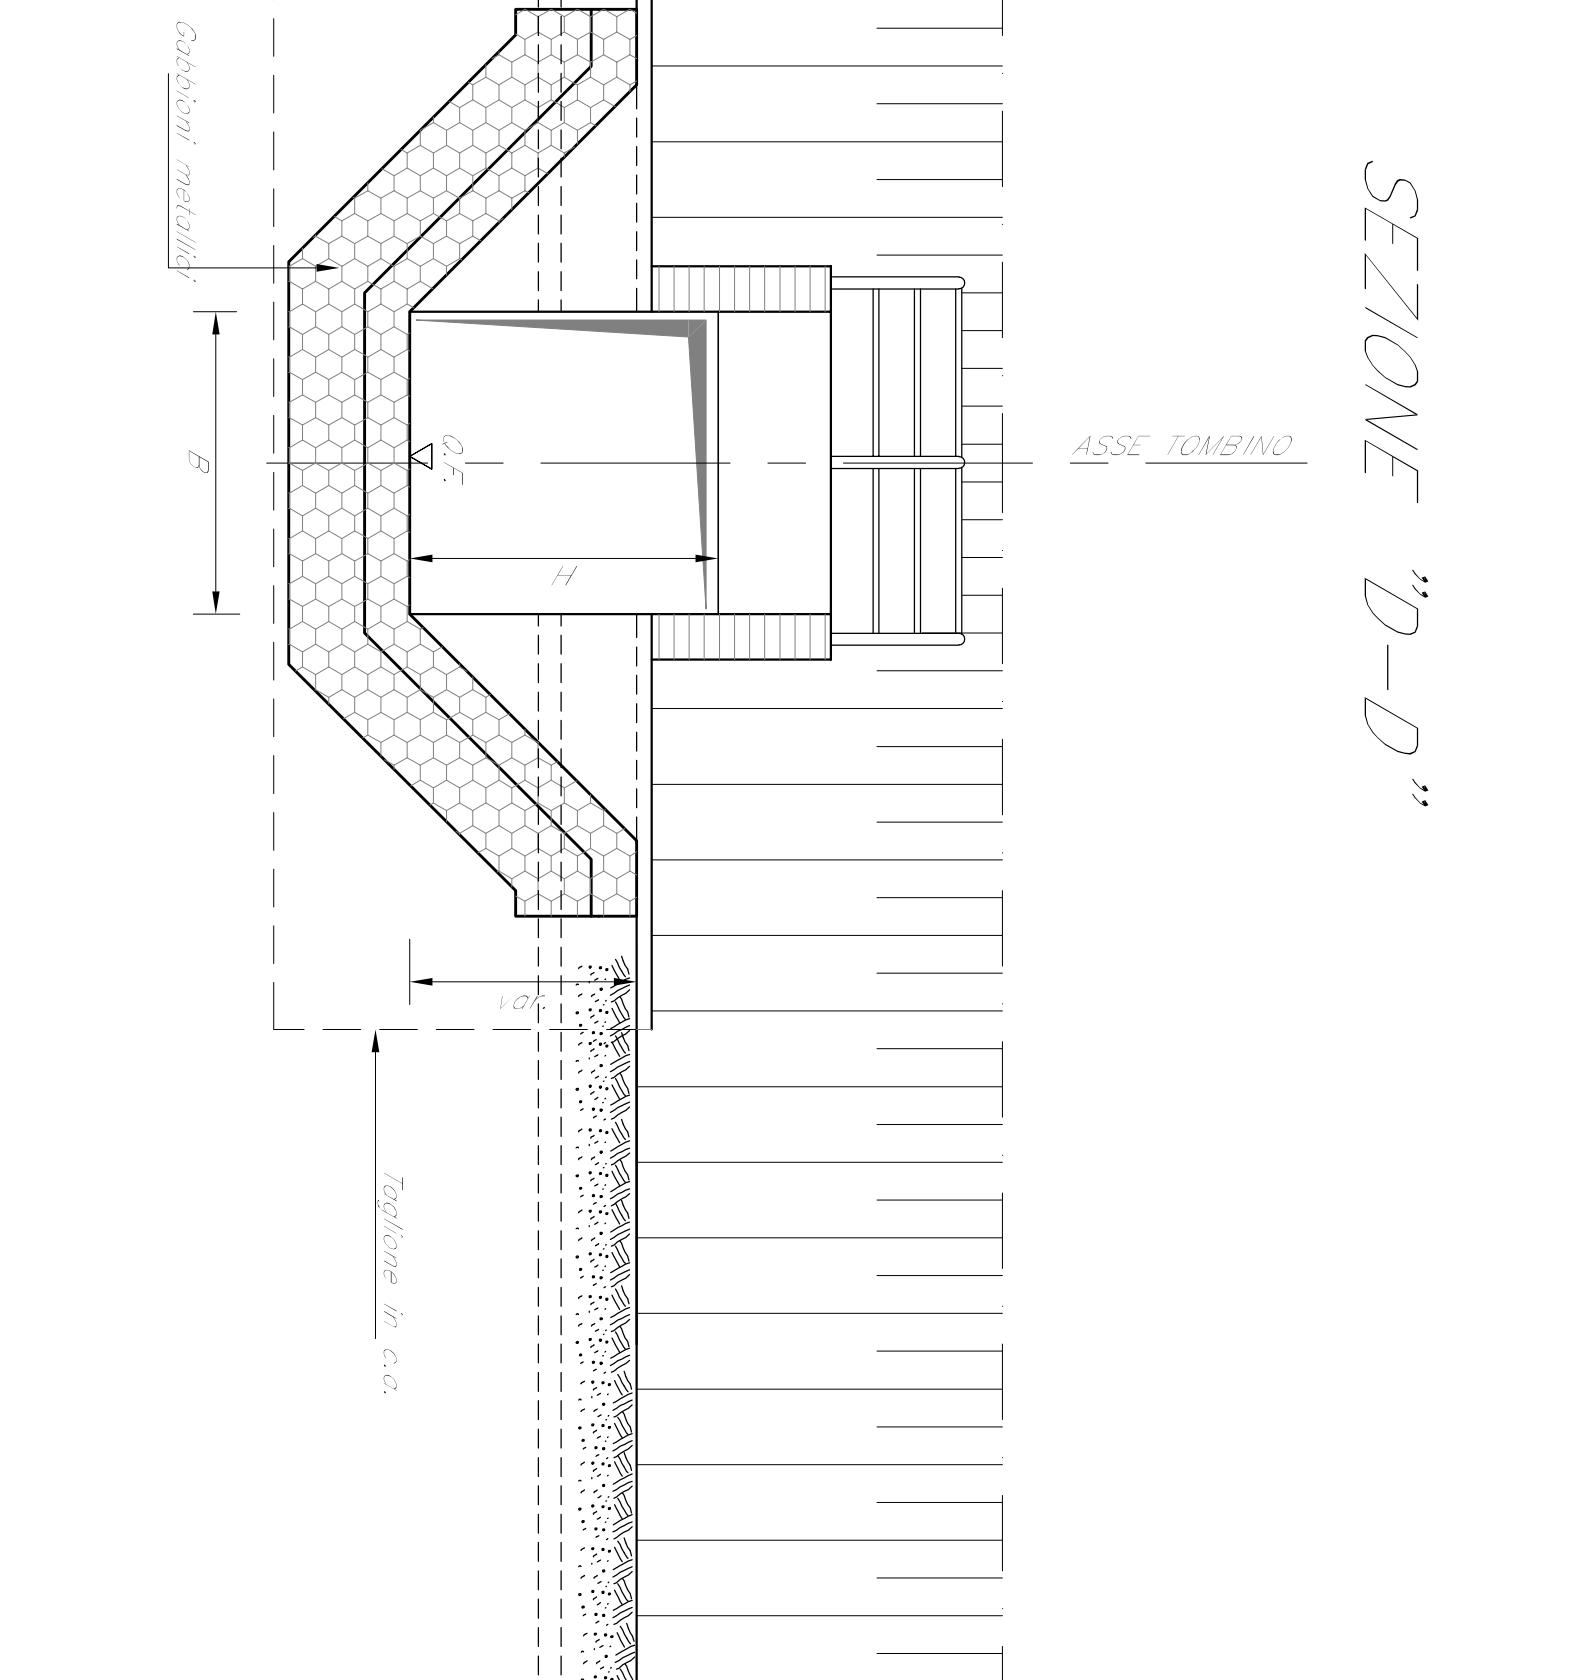 SEZIONE "D-D"
ASSE TOMBINO
Q.F.
H
B
Gabbioni metallici
var.
Taglione in c.a.